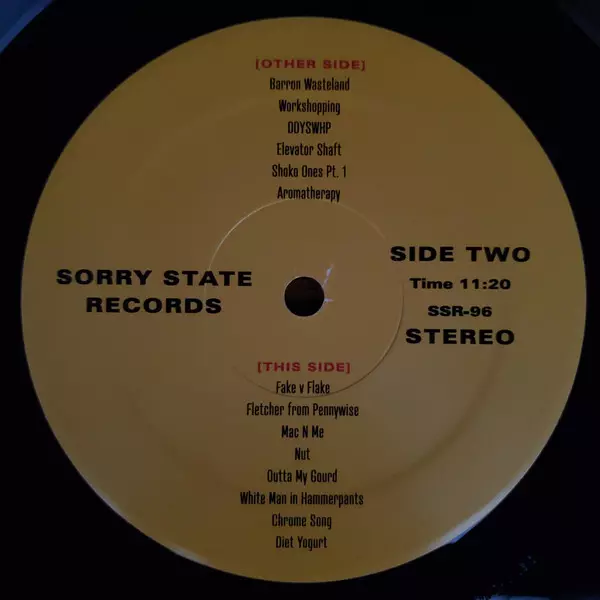 [OTHER SIDE]
Barron Wasteland
Workshopping
DDYSWHP
Elevator Shaft
Shoko Ones Pt. 1
Aromatherapy
SORRY STATE
RECORDS
SIDE TWO
Time 11:20
SSR-96
STEREO
[THIS SIDE]
Fake v Flake
Fletcher from Pennywise
Mac N Me
Nut
Outta My Gourd
White Man in Hammerpants
Chrome Song
Diet Yogurt